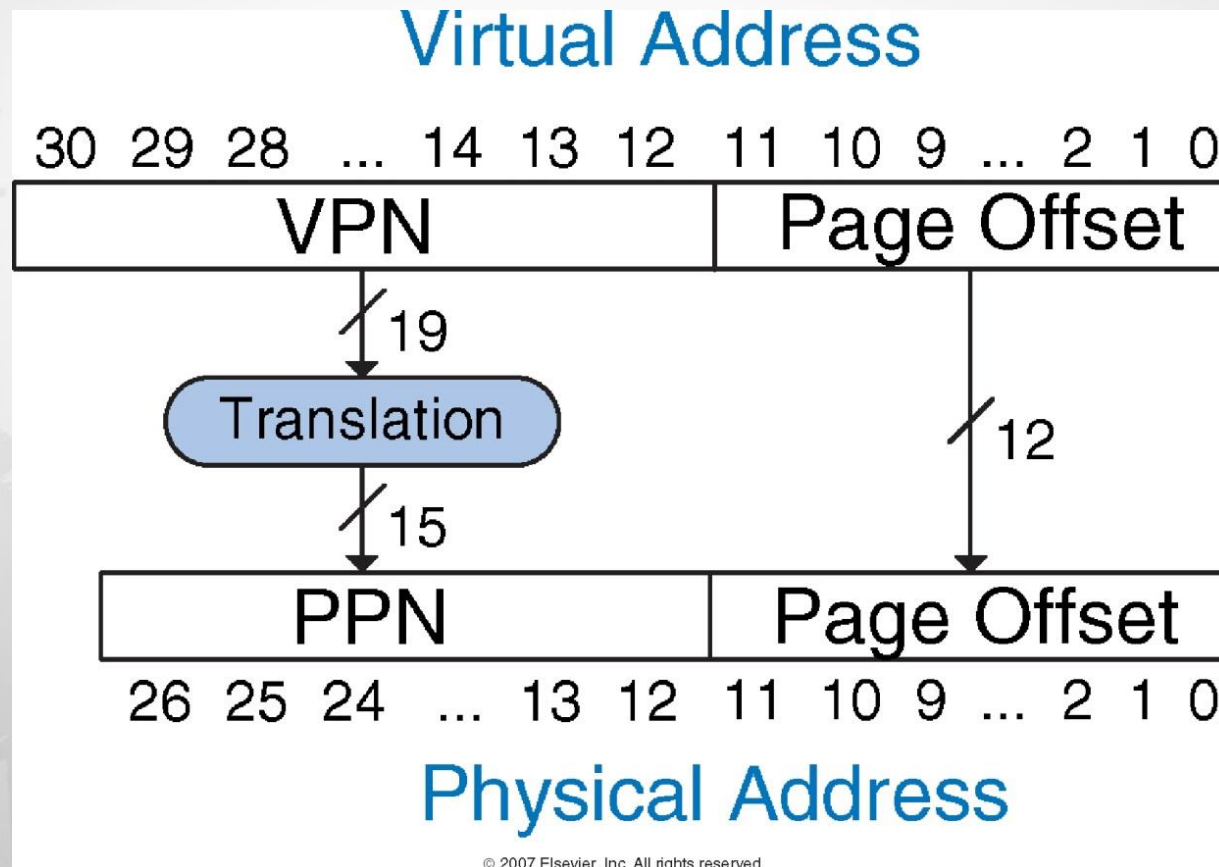 Virtual Address
30 29 28 ... 14 13 12 11 10 9 ... 2 1 0
VPN Page Offset
19
Translation
12
15
PPN Page Offset
26 25 24 ... 13 12 11 10 9 ... 2 1 0
Physical Address
© 2007 Elsevier, Inc. All rights reserved